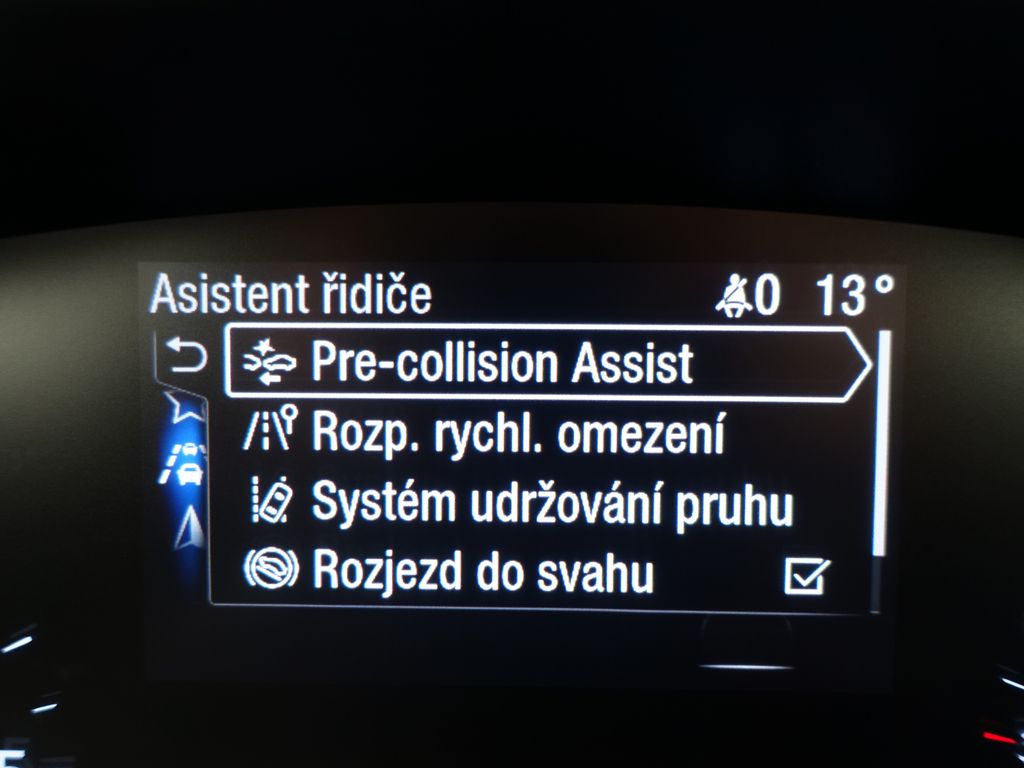 Asistent řidiče 0 13°
Pre-collision Assist
Rozp. rychl. omezení
Systém udržování pruhu
Rozjezd do svahu